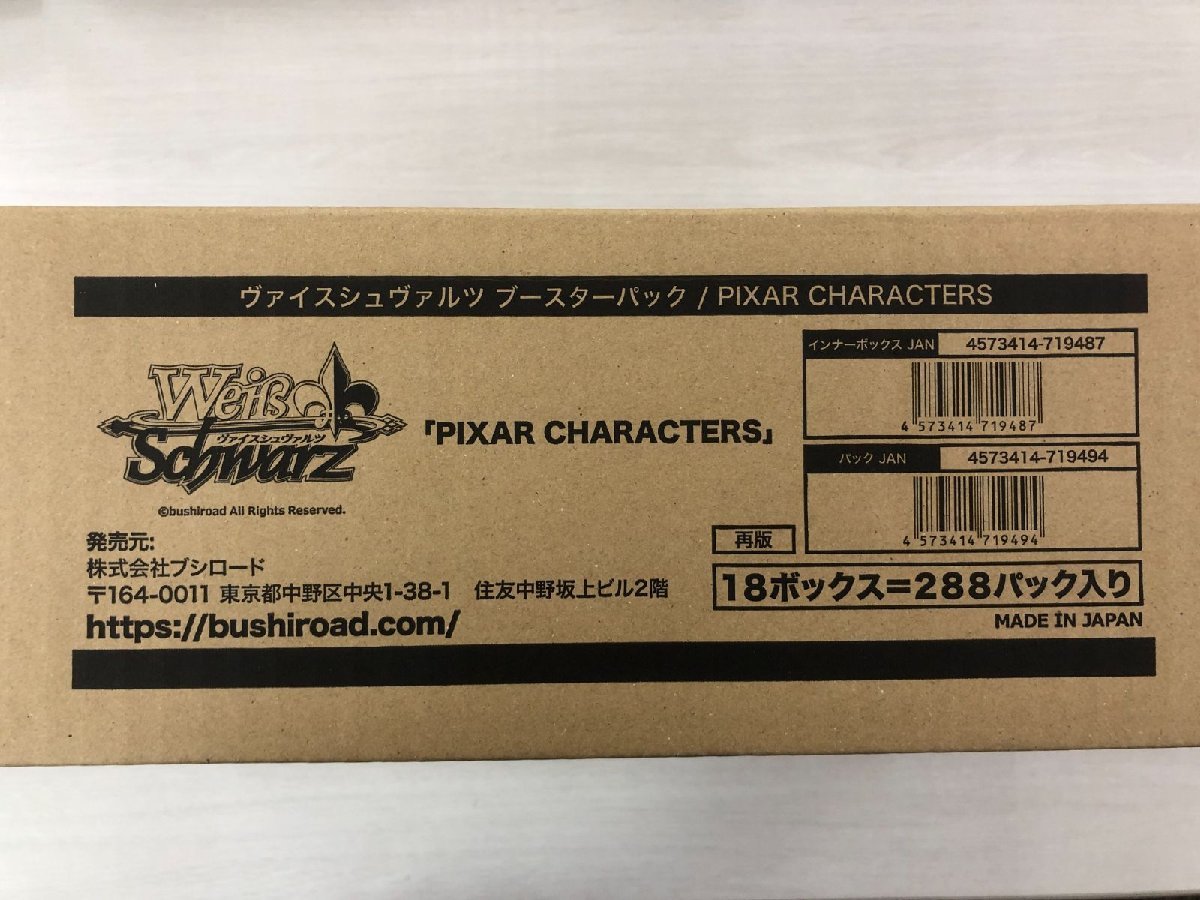 ヴァイスシュヴァルツ ブースターパック / PIXAR CHARACTERS
Weiß
ヴァイスシュヴァルツ
Schwarz
©bushiroad All Rights Reserved.
「PIXAR CHARACTERS」
インナーボックス JAN 4573414-719487
4 573414 719487
パック JAN 4573414-719494
4 573414 719494
発売元:
株式会社ブシロード
〒164-0011 東京都中野区中央1-38-1 住友中野坂上ビル2階
https://bushiroad.com/
再版
18ボックス=288パック入り
MADE IN JAPAN